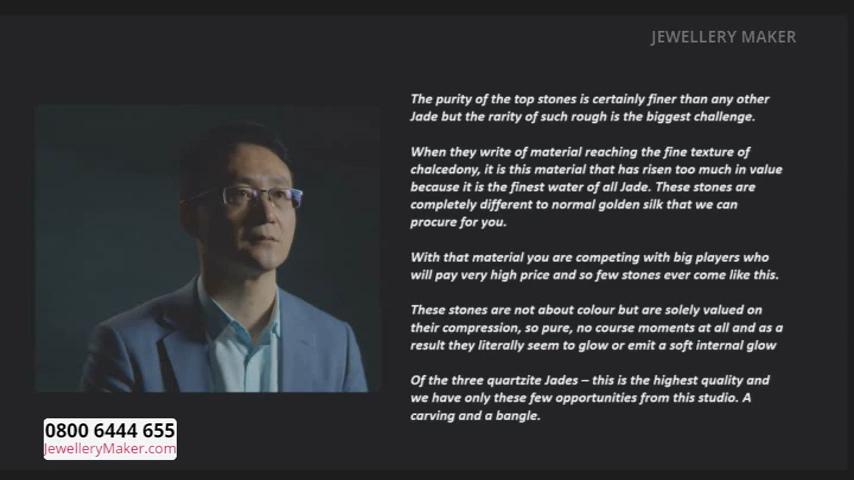 JEWELLERY MAKER
The purity of the top stones is certainly finer than any other
Jade but the rarity of such rough is the biggest challenge.
When they write of material reaching the fine texture of
chalcedony, it is this material that has risen too much in value
because it is the finest water of all Jade. These stones are
completely different to normal golden silk that we can
procure for you.
With that material you are competing with big players who
will pay very high price and so few stones ever come like this.
These stones are not about colour but are solely valued on
their compression, so pure, no course moments at all and as a
result they literally seem to glow or emit a soft internal glow
Of the three quartzite Jades – this is the highest quality and
we have only these few opportunities from this studio. A
carving and a bangle.
0800 6444 655
JewelleryMaker.com